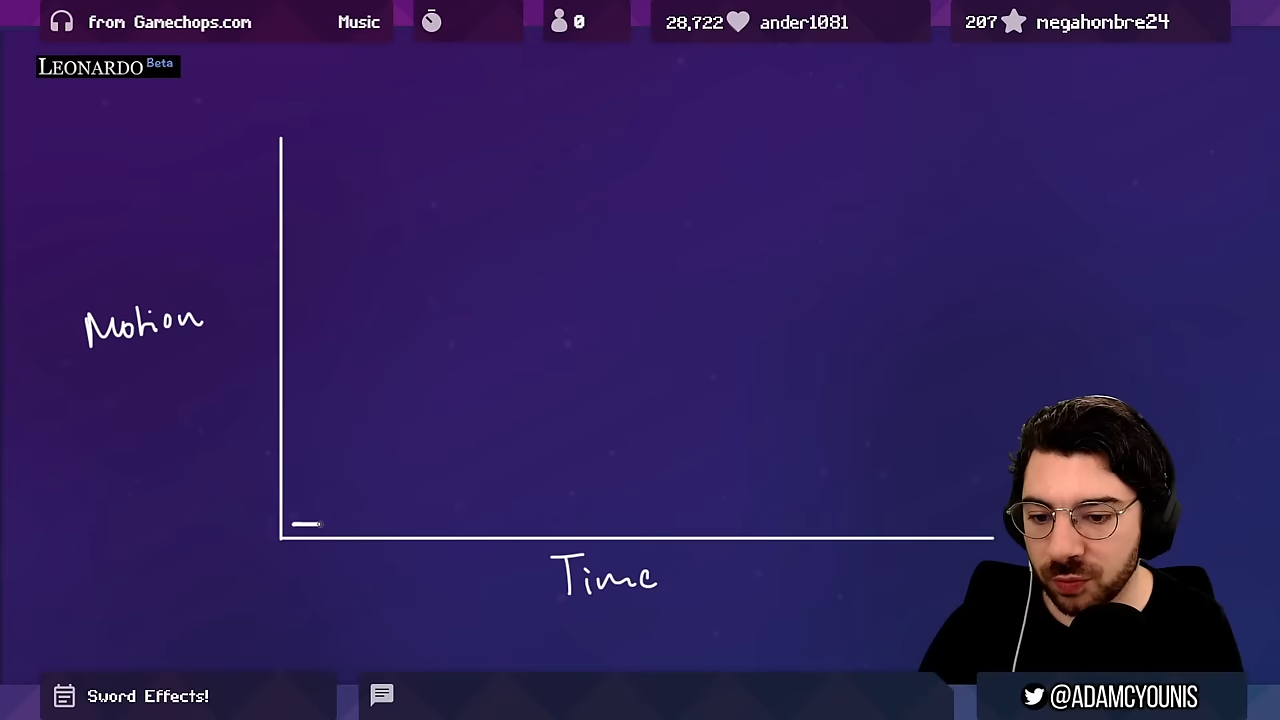 from Gamechops.com Music 0 28,722 ander1081 207 megahombre24
LEONARDO Beta
Motion
Time
Sword Effects!
@ADAMCYOUNIS